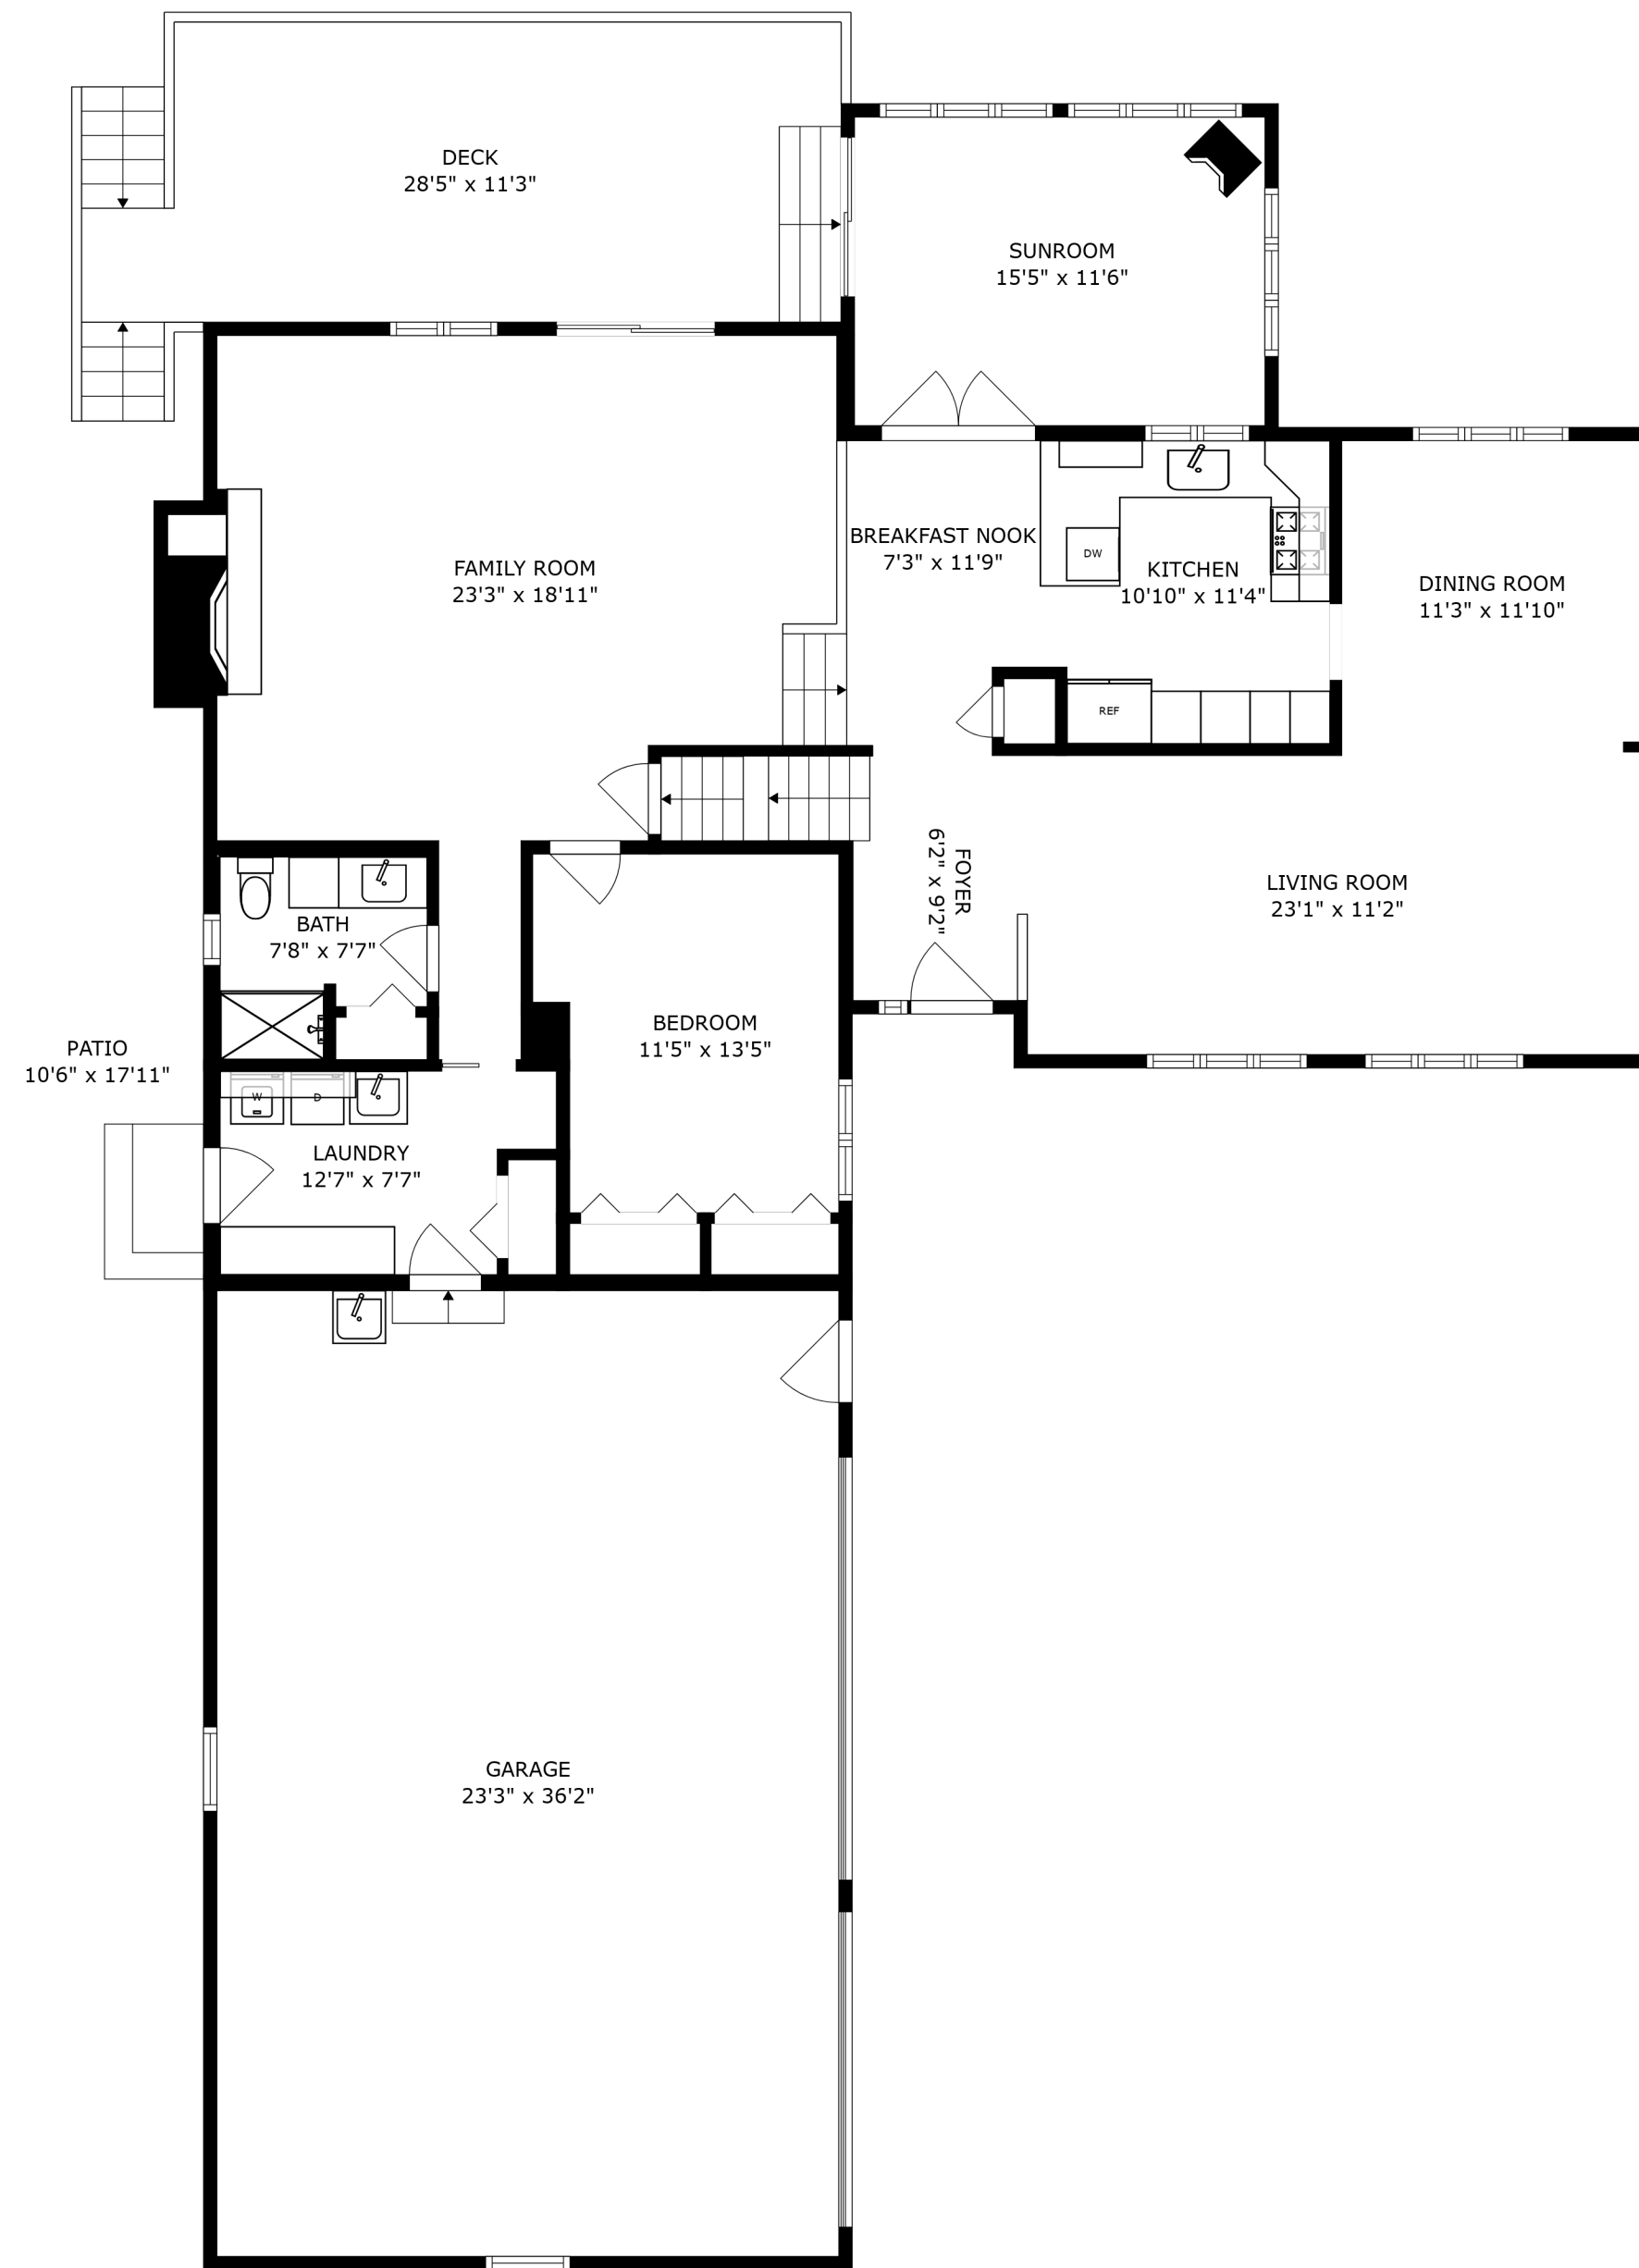 DECK
28'5" x 11'3"
SUNROOM
15'5" x 11'6"
BREAKFAST NOOK
7'3" x 11'9"
DW
KITCHEN
10'10" x 11'4"
FAMILY ROOM
23'3" x 18'11"
DINING ROOM
11'3" x 11'10"
REF
FOYER
6'2" x 9'2"
LIVING ROOM
23'1" x 11'2"
BATH
7'8" x 7'7"
BEDROOM
11'5" x 13'5"
PATIO
10'6" x 17'11"
W
D
LAUNDRY
12'7" x 7'7"
GARAGE
23'3" x 36'2"